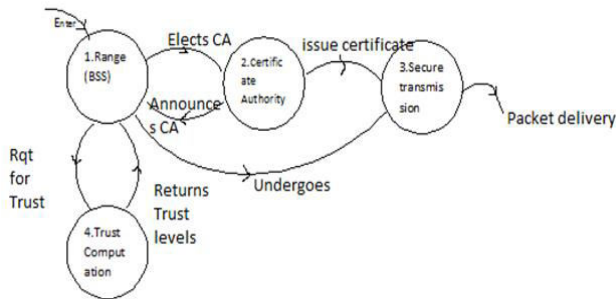 Enter
Elects CA
1.Range
(BSS)
2.Certific
ate
Authority
issue certificate
3.Secure
transmis
sion
Announce
s CA
Packet delivery
Rqt
for
Trust
Returns
Trust
levels
Undergoes
4.Trust
Comput
ation